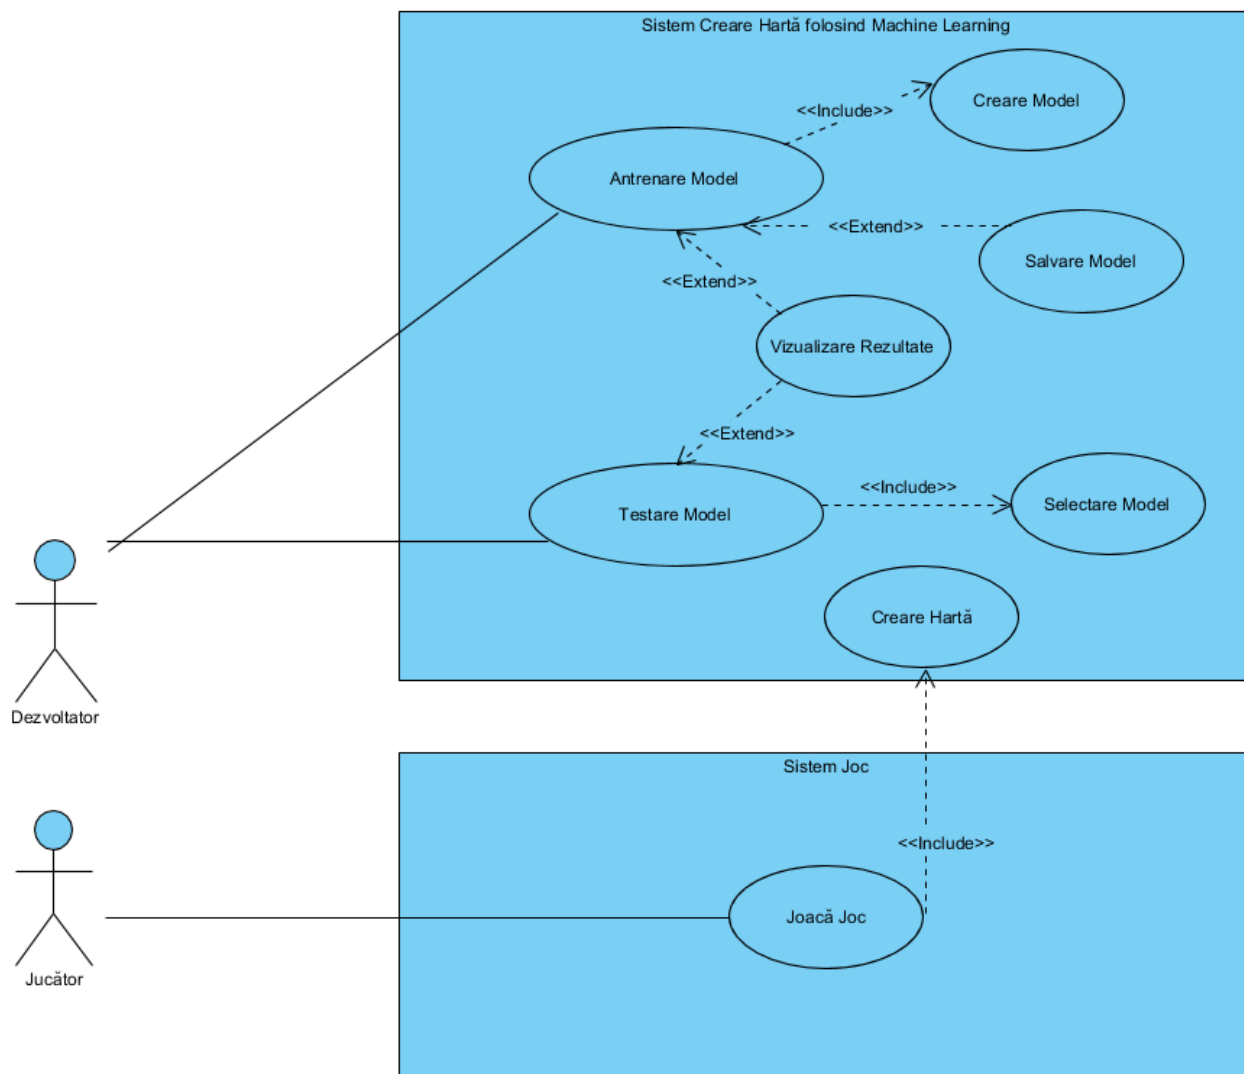 Sistem Creare Hartă folosind Machine Learning
Creare Model
<<Include>>
Antrenare Model
<<Extend>>
Salvare Model
<<Extend>>
Vizualizare Rezultate
<<Extend>>
<<Include>>
Selectare Model
Testare Model
Creare Hartă
Dezvoltator
Sistem Joc
<<Include>>
Joacă Joc
Jucător